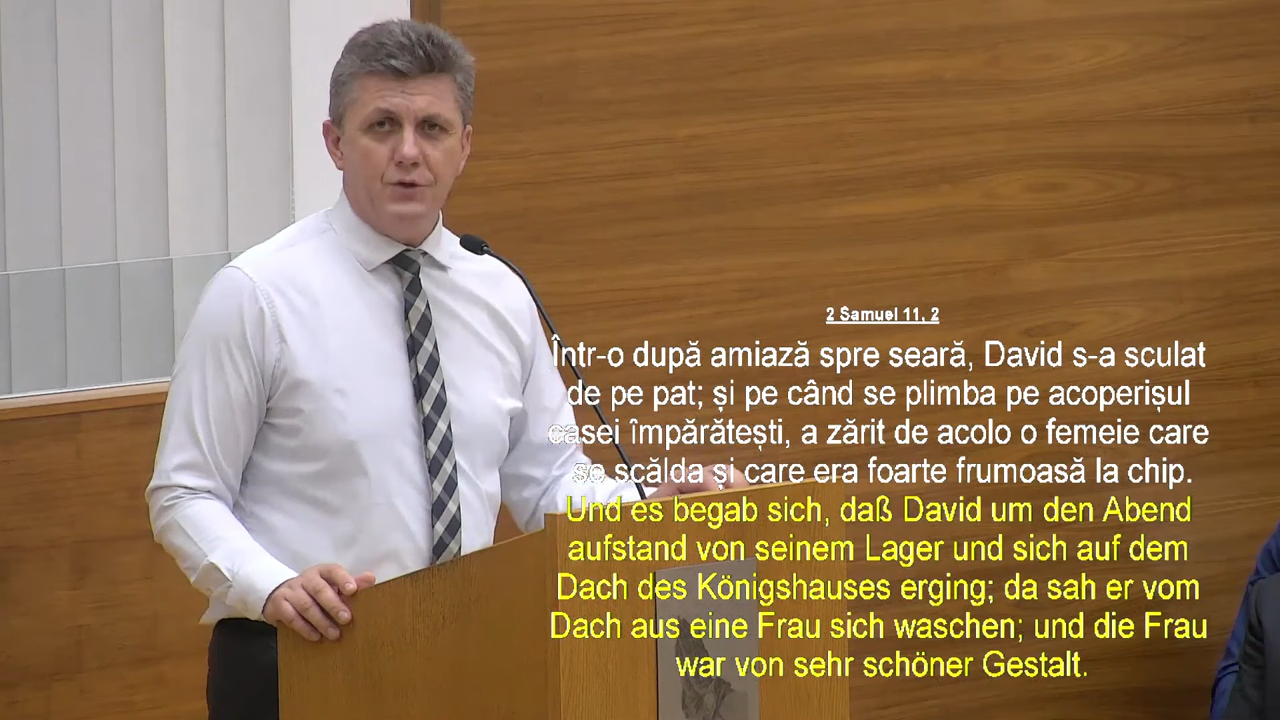 2 Samuel 11, 2
Într-o după amiază spre seară, David s-a sculat
de pe pat; și pe când se plimba pe acoperișul
casei împărătești, a zărit de acolo o femeie care
se scălda și care era foarte frumoasă la chip.
Und es begab sich, daß David um den Abend
aufstand von seinem Lager und sich auf dem
Dach des Königshauses erging; da sah er vom
Dach aus eine Frau sich waschen; und die Frau
war von sehr schöner Gestalt.